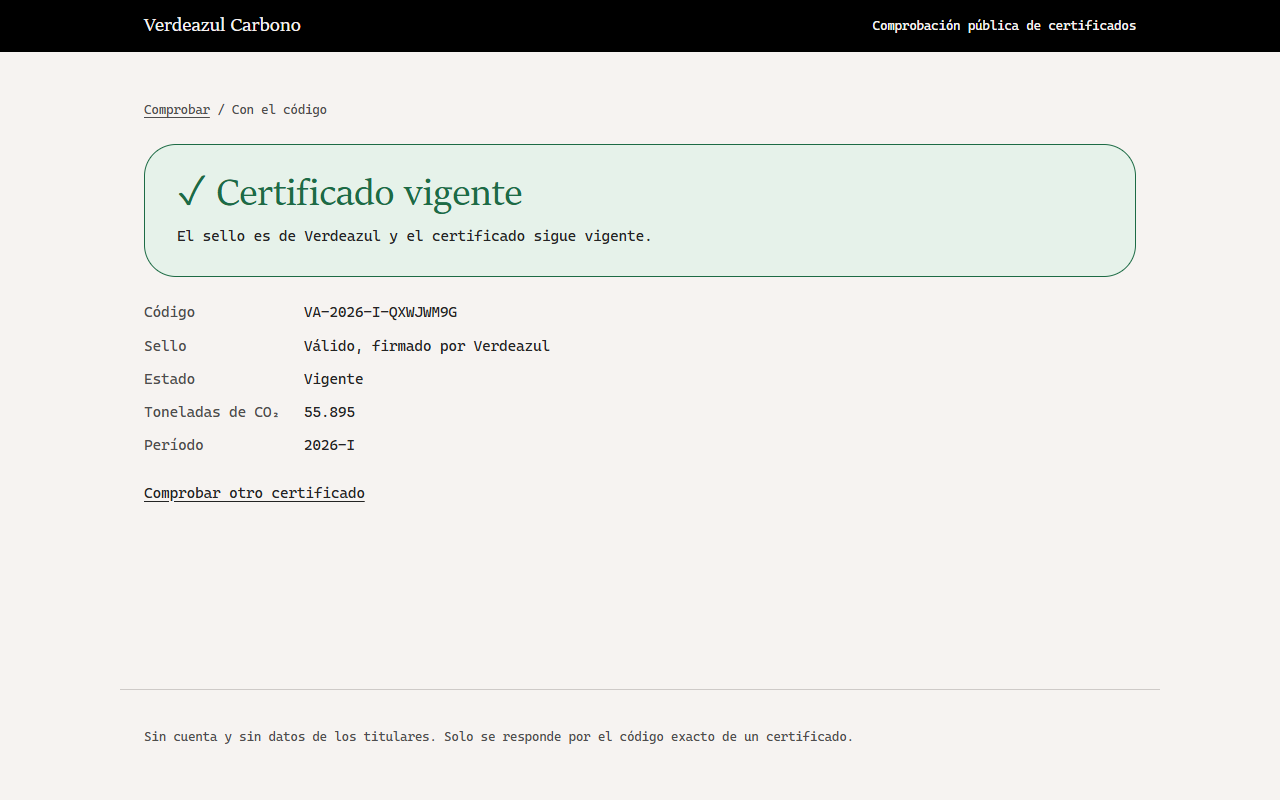 Verdeazul Carbono
Comprobación pública de certificados
Comprobar / Con el código
✓ Certificado vigente
El sello es de Verdeazul y el certificado sigue vigente.
Código VA-2026-I-QXWJWM9G
Sello Válido, firmado por Verdeazul
Estado Vigente
Toneladas de CO₂ 55.895
Período 2026-I
Comprobar otro certificado
Sin cuenta y sin datos de los titulares. Solo se responde por el código exacto de un certificado.